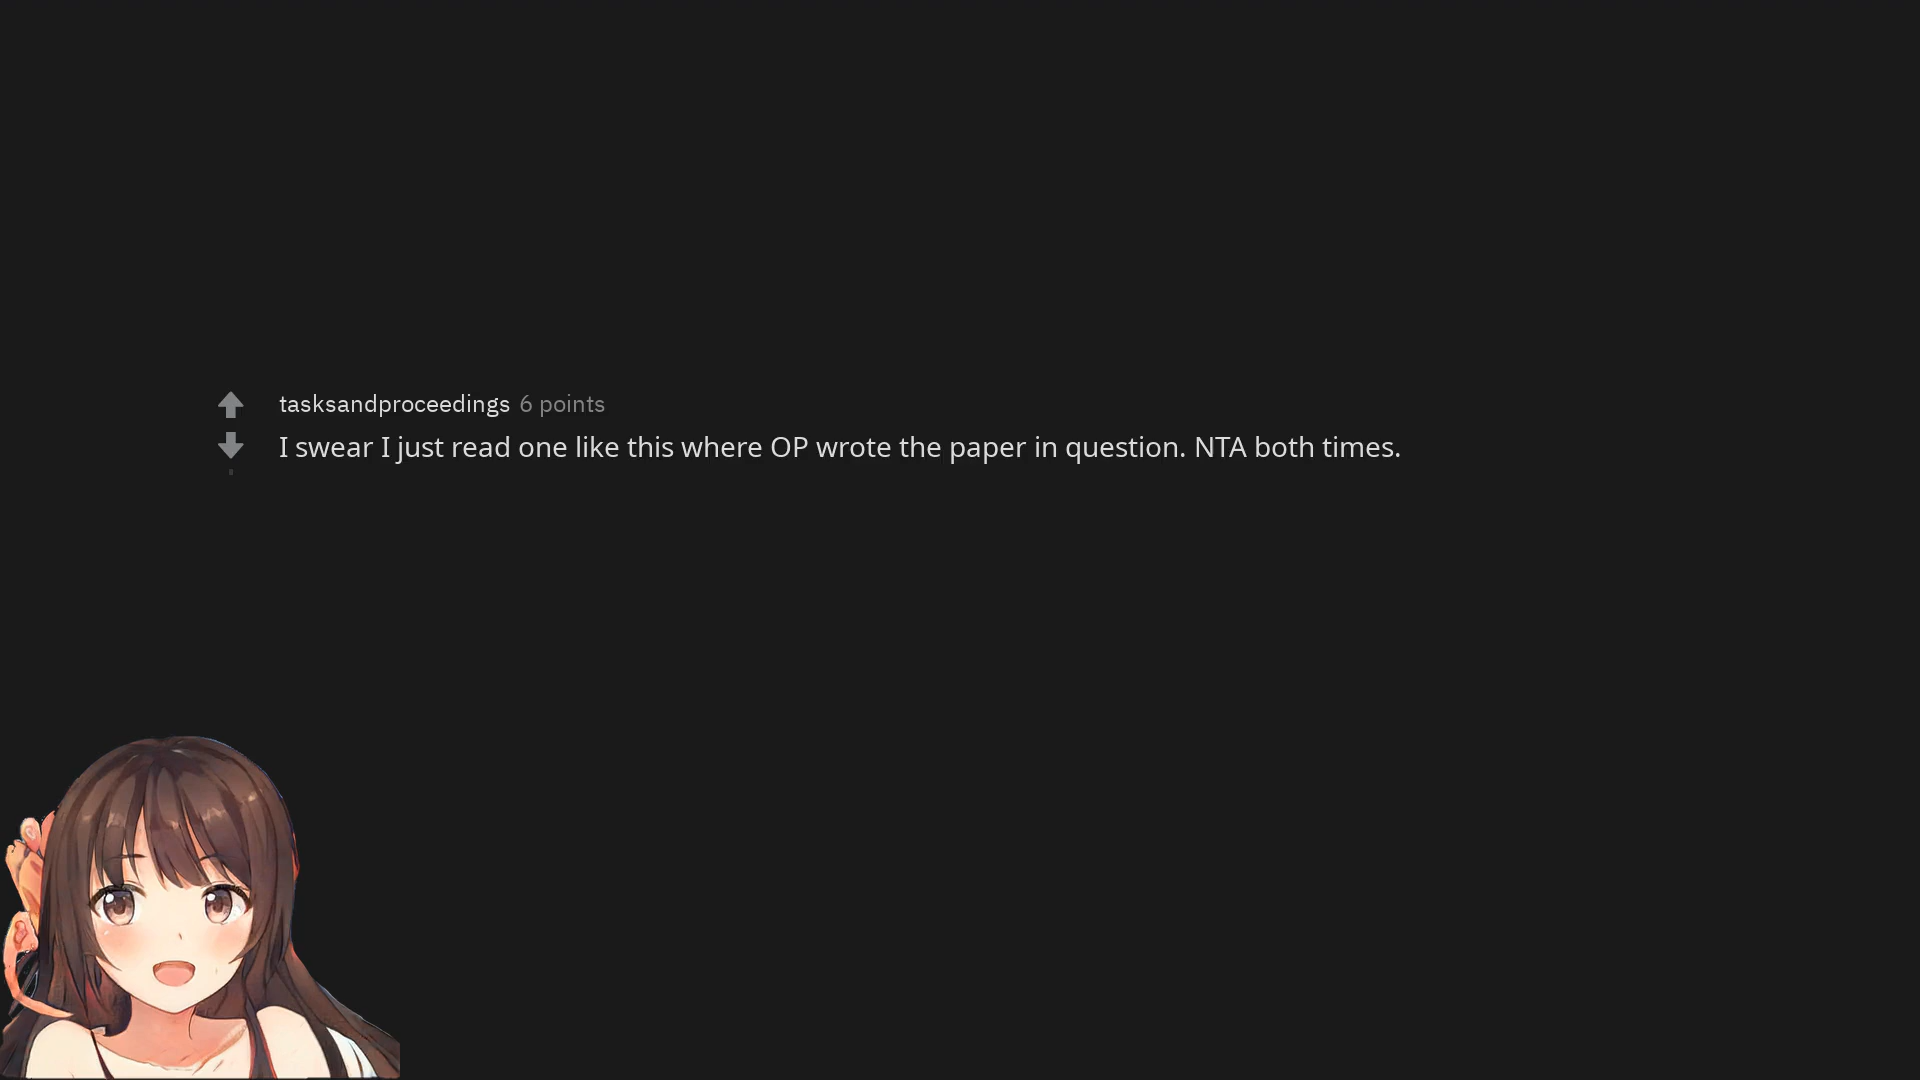 tasksandproceedings 6 points
I swear I just read one like this where OP wrote the paper in question. NTA both times.